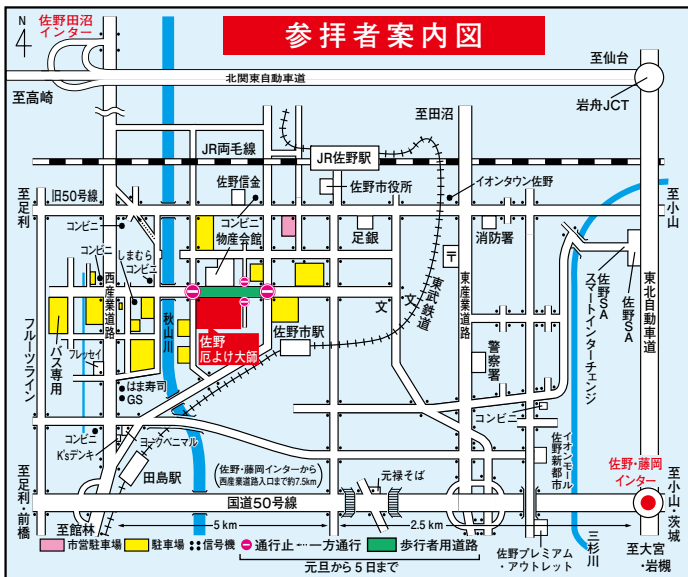 参拝者案内図
N
佐野田沼
インター
北関東自動車道
至高崎
至仙台
岩舟JCT
至田沼
JR両毛線
JR佐野駅
佐野信金
佐野市役所
イオンタウン佐野
至足利
旧50号線
至小山
コンビニ
コンビニ
物産会館
足銀
消防署
〒
コンビニ
しまむら
コンビニ
西産業道路
秋山川
東武鉄道
文
文
東産業道路
佐野SA
スマートインターチェンジ
佐野SA
東北自動車道
フルーツライン
バス専用
フレッセイ
佐野
厄よけ大師
佐野市駅
警察署
はま寿司
GS
コンビニ
コンビニ
K'sデンキ
ヨークベニマル
田島駅
イオンモール
佐野新都市
佐野・藤岡
インター
至足利・前橋
(佐野・藤岡インターから
西産業道路入口まで約7.5km)
元禄そば
国道50号線
至小山・茨城
至館林
5 km
2.5 km
三杉川
至大宮
・岩槻
佐野プレミアム
・アウトレット
市営駐車場
駐車場
信号機
通行止
一方通行
歩行者用道路
元旦から5日まで